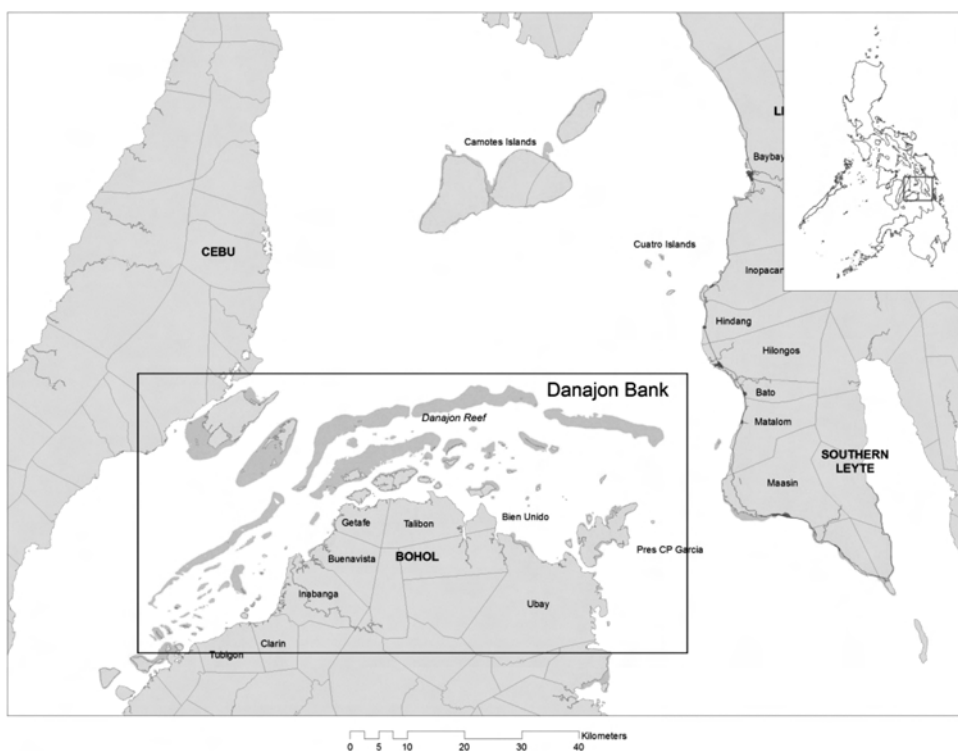 LE
Camotes Islands
Baybay
Cuatro Islands
CEBU
Inopacan
Hindang
Hilongos
Danajon Bank
Bato
Danajon Reef
Matalom
SOUTHERN
LEYTE
Maasin
Bien Unido
Getafe
Talibon
Pres CP Garcia
Buenavista
BOHOL
Inabanga
Ubay
Clarin
Tubigon
Kilometers
0 5 10 20 30 40